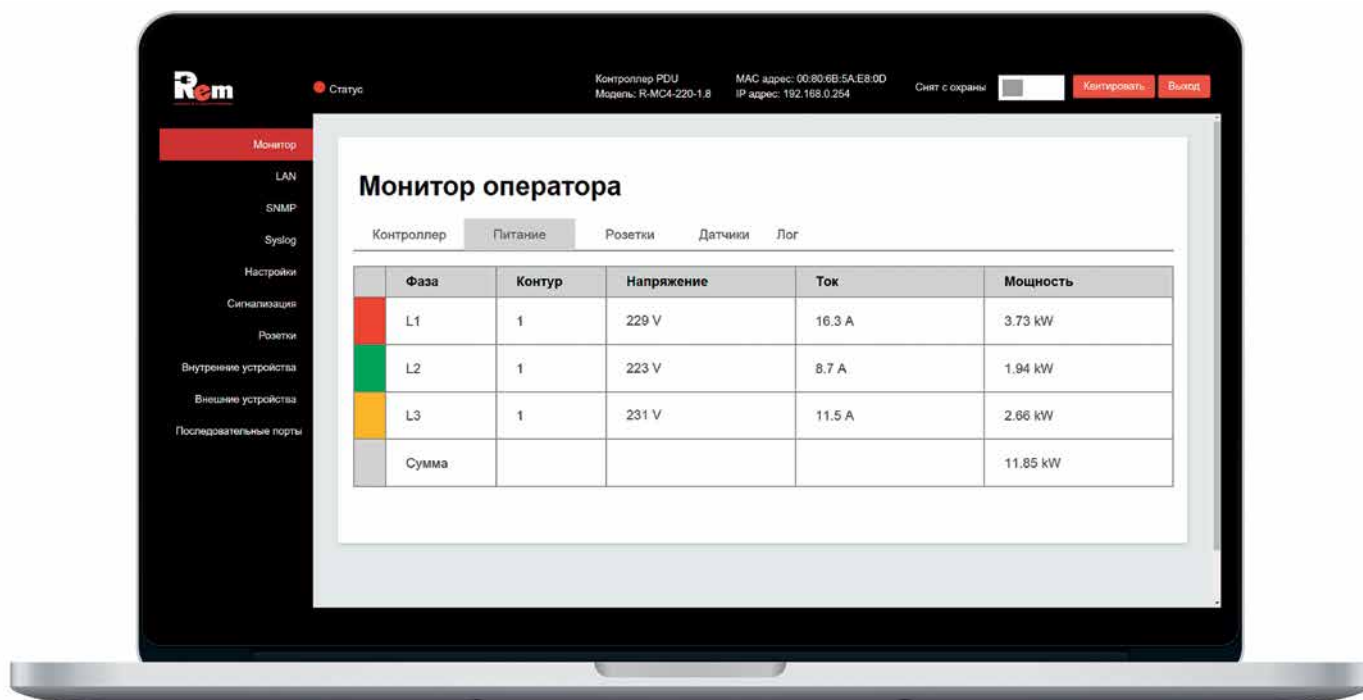 Rem
Статус
Контроллер PDU
Модель: R-MC4-220-1.8
MAC адрес: 00:80:6B:5A:E8:0D
IP адрес: 192.168.0.254
Снят с охраны
Квитировать
Выход
Монитор
LAN
SNMP
Syslog
Настройки
Сигнализация
Розетки
Внутренние устройства
Внешние устройства
Последовательные порты
Монитор оператора
Контроллер Питание Розетки Датчики Лог
Фаза Контур Напряжение Ток Мощность
L1 1 229 V 16.3 A 3.73 kW
L2 1 223 V 8.7 A 1.94 kW
L3 1 231 V 11.5 A 2.66 kW
Сумма 11.85 kW